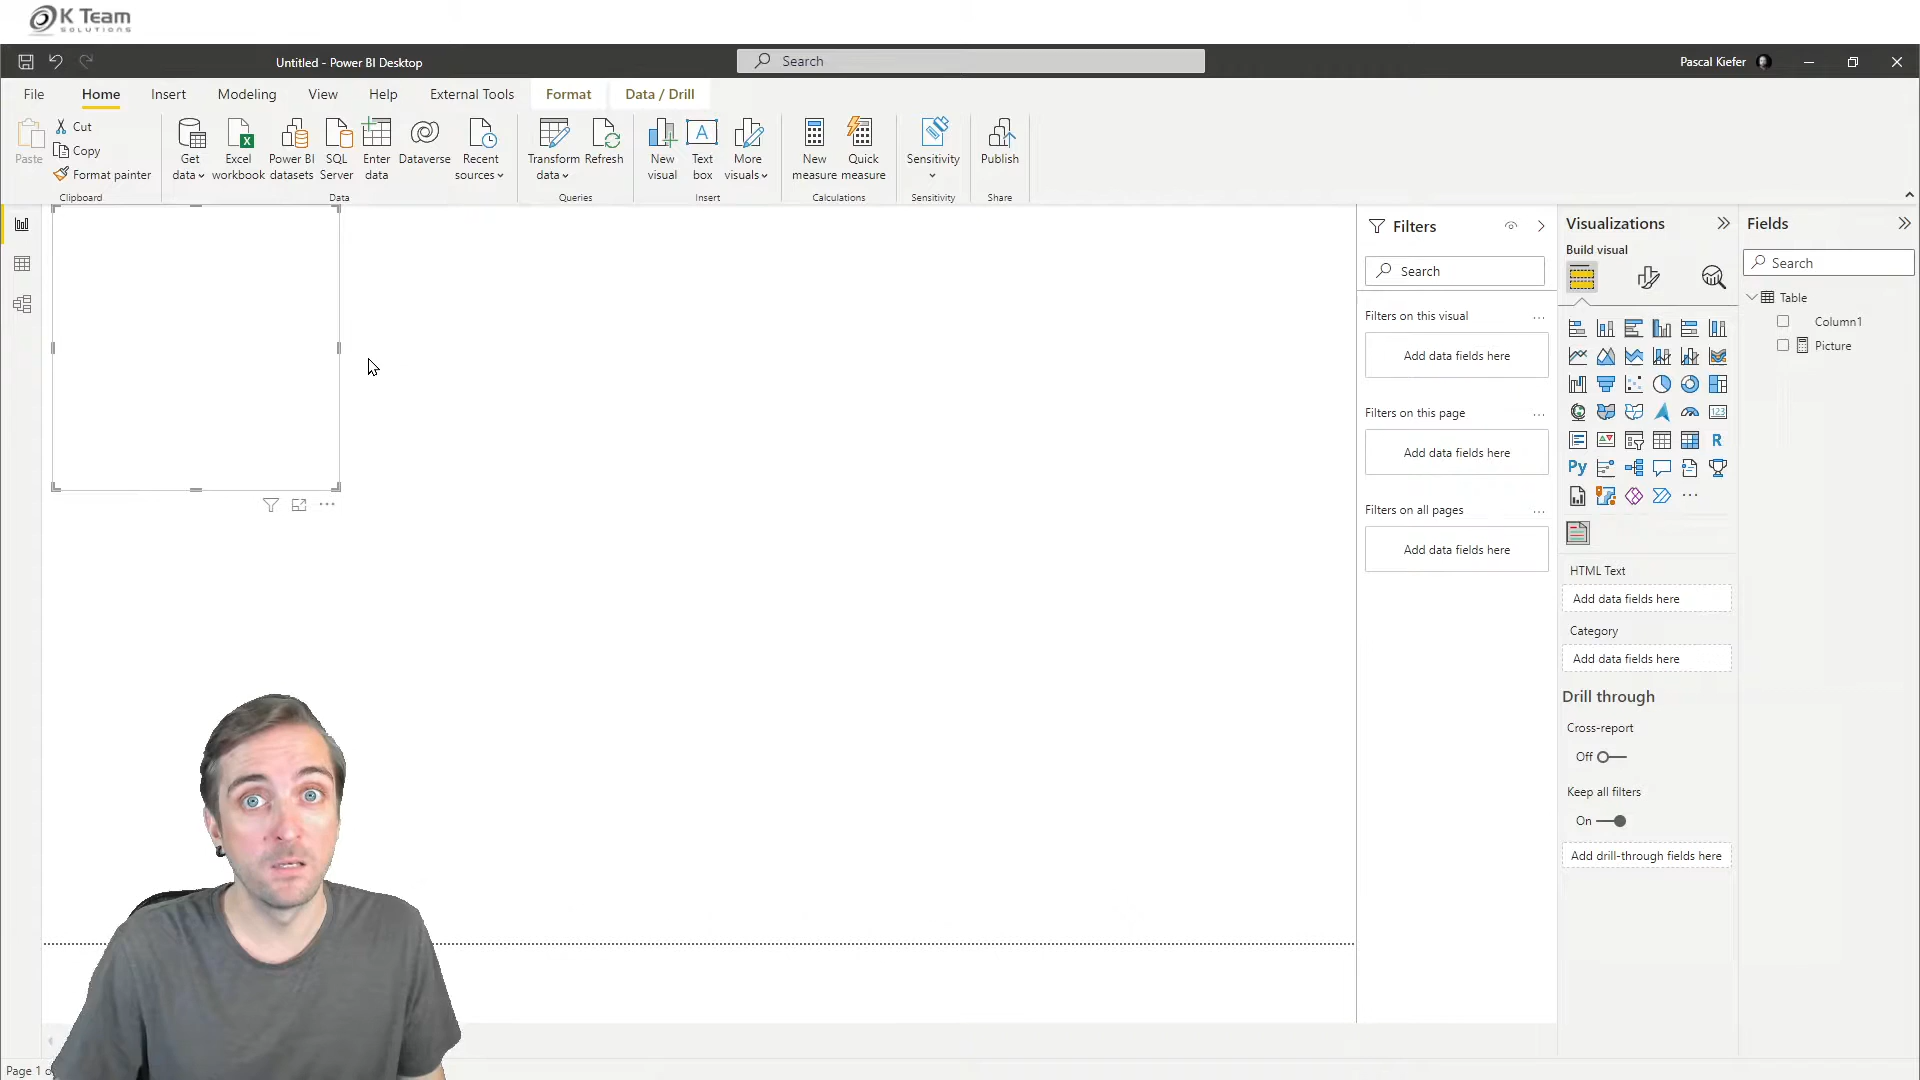 K Team
SOLUTIONS
Untitled - Power BI Desktop
Search
Pascal Kiefer
File
Home
Insert
Modeling
View
Help
External Tools
Format
Data / Drill
Paste
Cut
Copy
Format painter
Clipboard
Get data
Excel workbook
Power BI datasets
SQL Server
Enter data
Dataverse
Recent sources
Data
Transform data
Refresh
Queries
New visual
Text box
More visuals
Insert
New measure
Quick measure
Calculations
Sensitivity
Sensitivity
Publish
Share
Filters
Search
Filters on this visual
...
Add data fields here
Filters on this page
...
Add data fields here
Filters on all pages
...
Add data fields here
Visualizations
Build visual
123
R
Py
...
HTML Text
Add data fields here
Category
Add data fields here
Drill through
Cross-report
Off
Keep all filters
On
Add drill-through fields here
Fields
Search
Table
Column1
Picture
Page 1